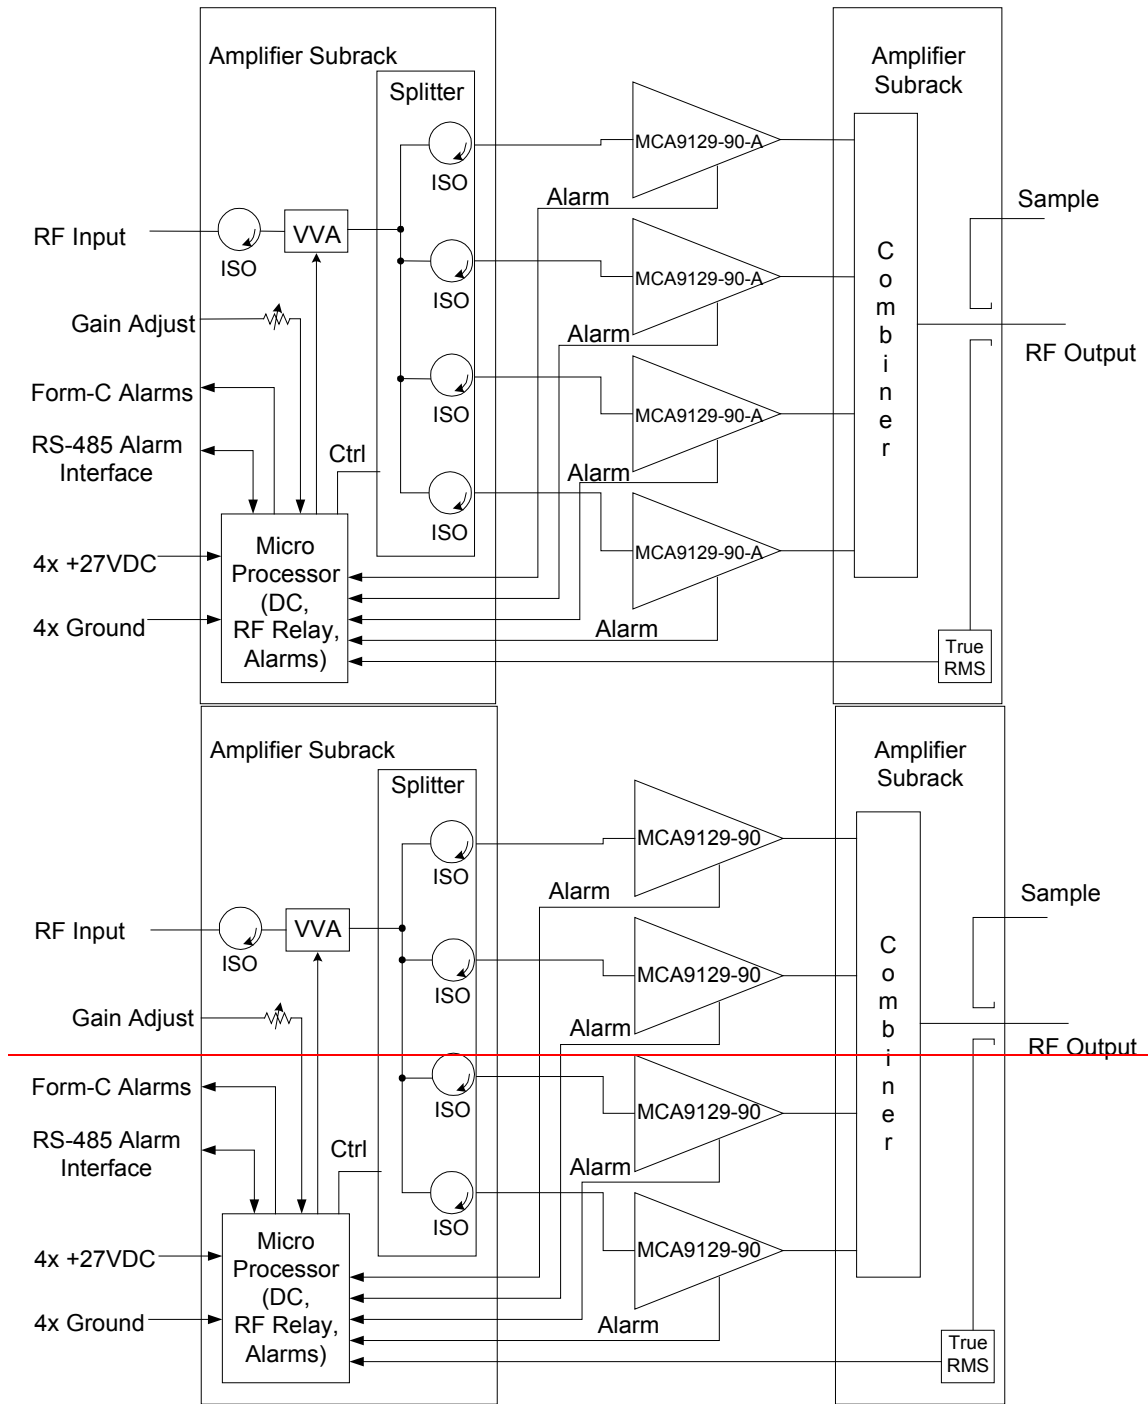 Amplifier Subrack
Amplifier
Subrack
Splitter
MCA9129-90-A
ISO
Alarm
Sample
RF Input
VVA
ISO
MCA9129-90-A
ISO
Combiner
Gain Adjust
Alarm
RF Output
Form-C Alarms
MCA9129-90-A
ISO
RS-485 Alarm
Interface
Ctrl
Alarm
ISO
4x +27VDC
Micro
Processor
(DC,
RF Relay,
Alarms)
MCA9129-90-A
4x Ground
Alarm
True
RMS
Amplifier Subrack
Amplifier
Subrack
Splitter
MCA9129-90
ISO
Alarm
Sample
RF Input
VVA
ISO
MCA9129-90
ISO
Combiner
Gain Adjust
Alarm
RF Output
Form-C Alarms
MCA9129-90
ISO
RS-485 Alarm
Interface
Ctrl
Alarm
ISO
4x +27VDC
Micro
Processor
(DC,
RF Relay,
Alarms)
MCA9129-90
4x Ground
Alarm
True
RMS